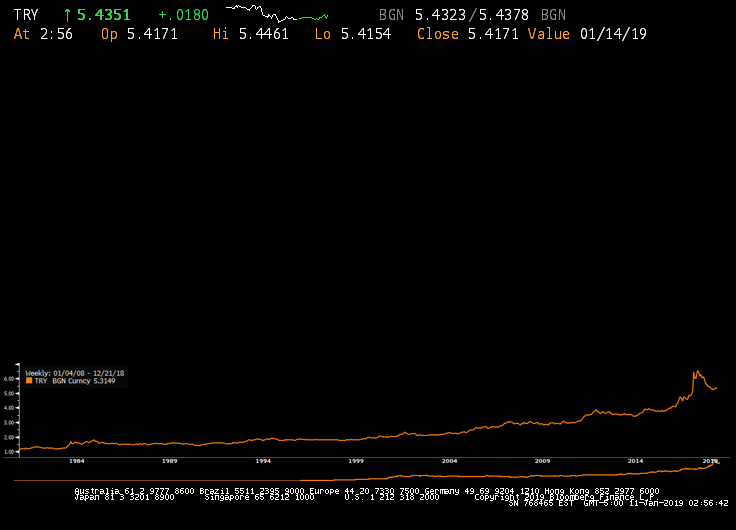 TRY ↑ 5.4351 +.0180 BGN 5.4323/5.4378 BGN
At 2:56 Op 5.4171 Hi 5.4461 Lo 5.4154 Close 5.4171 Value 01/14/19
Weekly: 01/04/08 - 12/21/18
TRY BGN Curncy 5.3149
6.00
5.00
4.00
3.00
2.00
1.00
1984 1989 1994 1999 2004 2009 2014 2019
Australia 61 2 9777 8600 Brazil 5511 2395 9000 Europe 44 20 7330 7500 Germany 49 69 9204 1210 Hong Kong 852 2977 6000
Japan 81 3 3201 8900 Singapore 65 6212 1000 U.S. 1 212 318 2000 Copyright 2019 Bloomberg Finance L.P.
SN 768465 EST GMT-5:00 11-Jan-2019 02:56:42